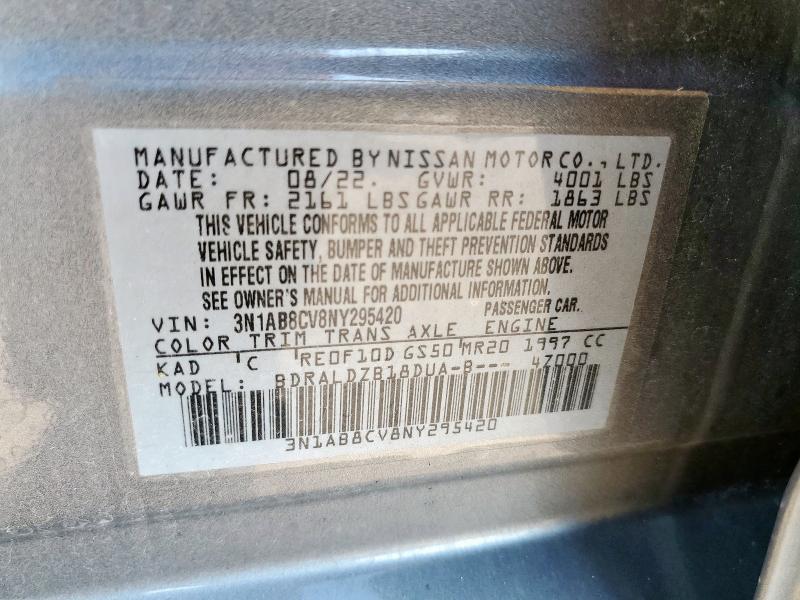 MANUFACTURED BY NISSAN MOTOR CO., LTD.
DATE: 08/22. GVWR: 4001 LBS
GAWR FR: 2161 LBS GAWR RR: 1863 LBS
THIS VEHICLE CONFORMS TO ALL APPLICABLE FEDERAL MOTOR
VEHICLE SAFETY, BUMPER AND THEFT PREVENTION STANDARDS
IN EFFECT ON THE DATE OF MANUFACTURE SHOWN ABOVE.
SEE OWNER'S MANUAL FOR ADDITIONAL INFORMATION.
VIN: 3N1AB8CV8NY295420 PASSENGER CAR.
COLOR TRIM TRANS AXLE ENGINE
KAD 'C 'RE0F10D GS50 'MR20 1997 CC
MODEL: BDRALDZB18DUA-B--- 47000
3N1AB8CV8NY295420